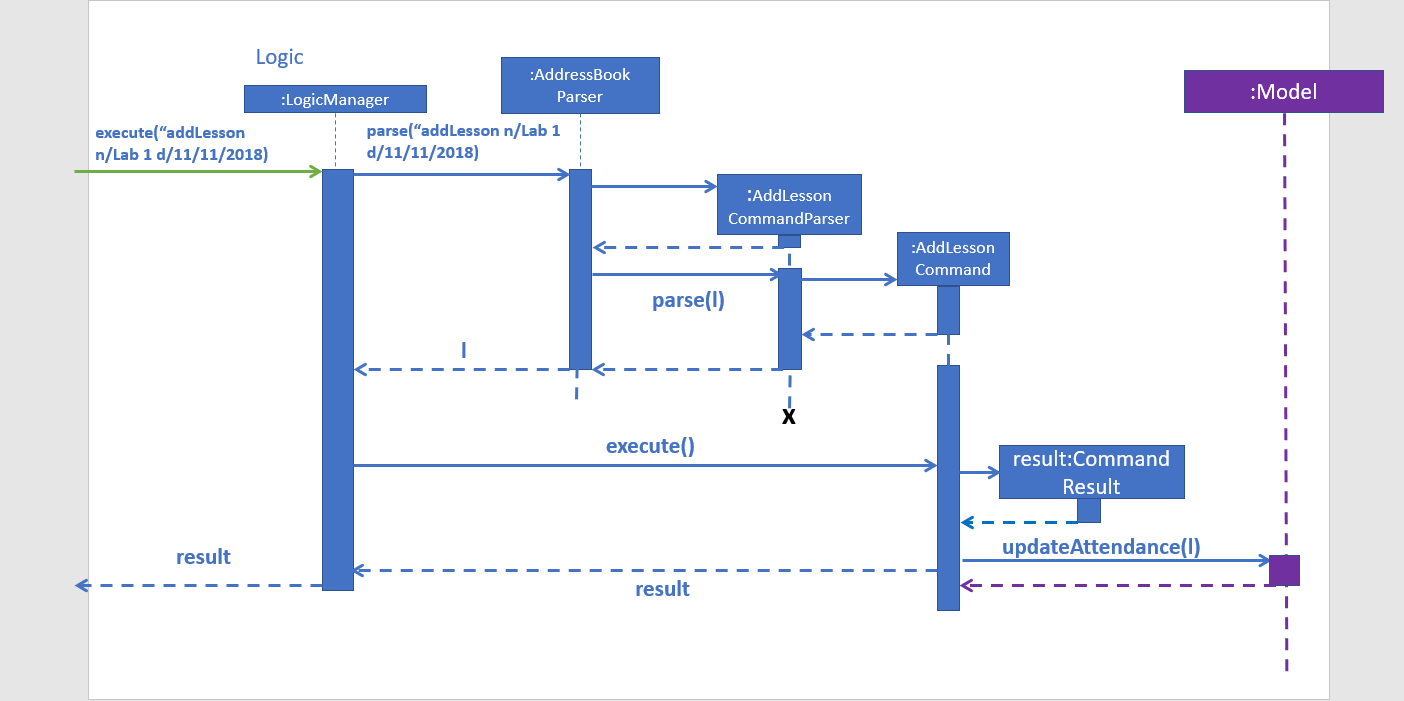 Logic
:LogicManager
:AddressBook
Parser
:Model
execute(“addLesson
n/Lab 1 d/11/11/2018)
parse(“addLesson n/Lab 1
d/11/11/2018)
:AddLesson
CommandParser
:AddLesson
Command
parse(l)
l
X
execute()
result:Command
Result
updateAttendance(l)
result
result